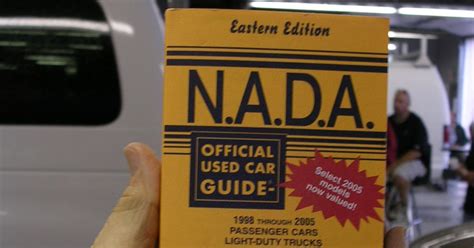 Eastern Edition
N.A.D.A.
OFFICIAL
USED CAR
GUIDE
Select 2005
models
now valued!
1998 THROUGH 2005
PASSENGER CARS
LIGHT-DUTY TRUCKS